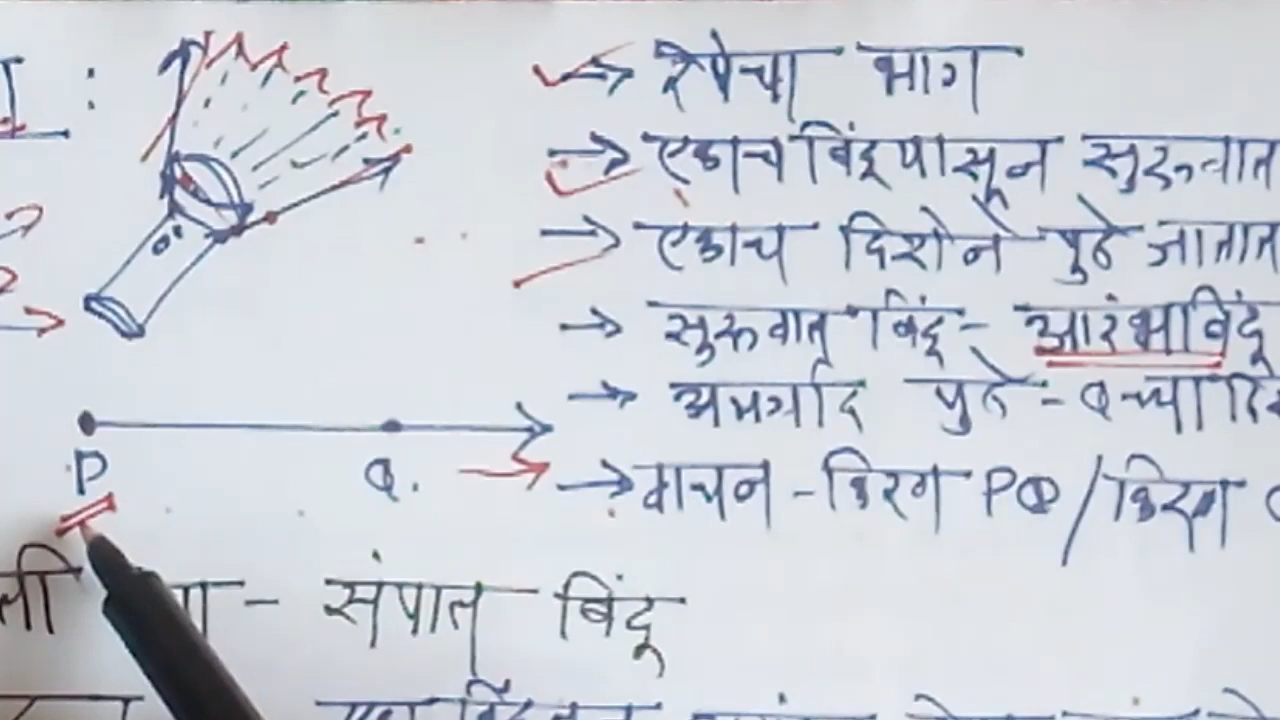 :
→ रेषेचा भाग
→ एकाच बिंदूपासून सुरुवात
→ एकाच दिशेने पुढे जातात
→ सुरुवात बिंदू - आरंभबिंदू
→ अमर्याद पुढे - Q च्या
P Q.
→ वाचन - किरण PQ / किरण
- संपात बिंदू